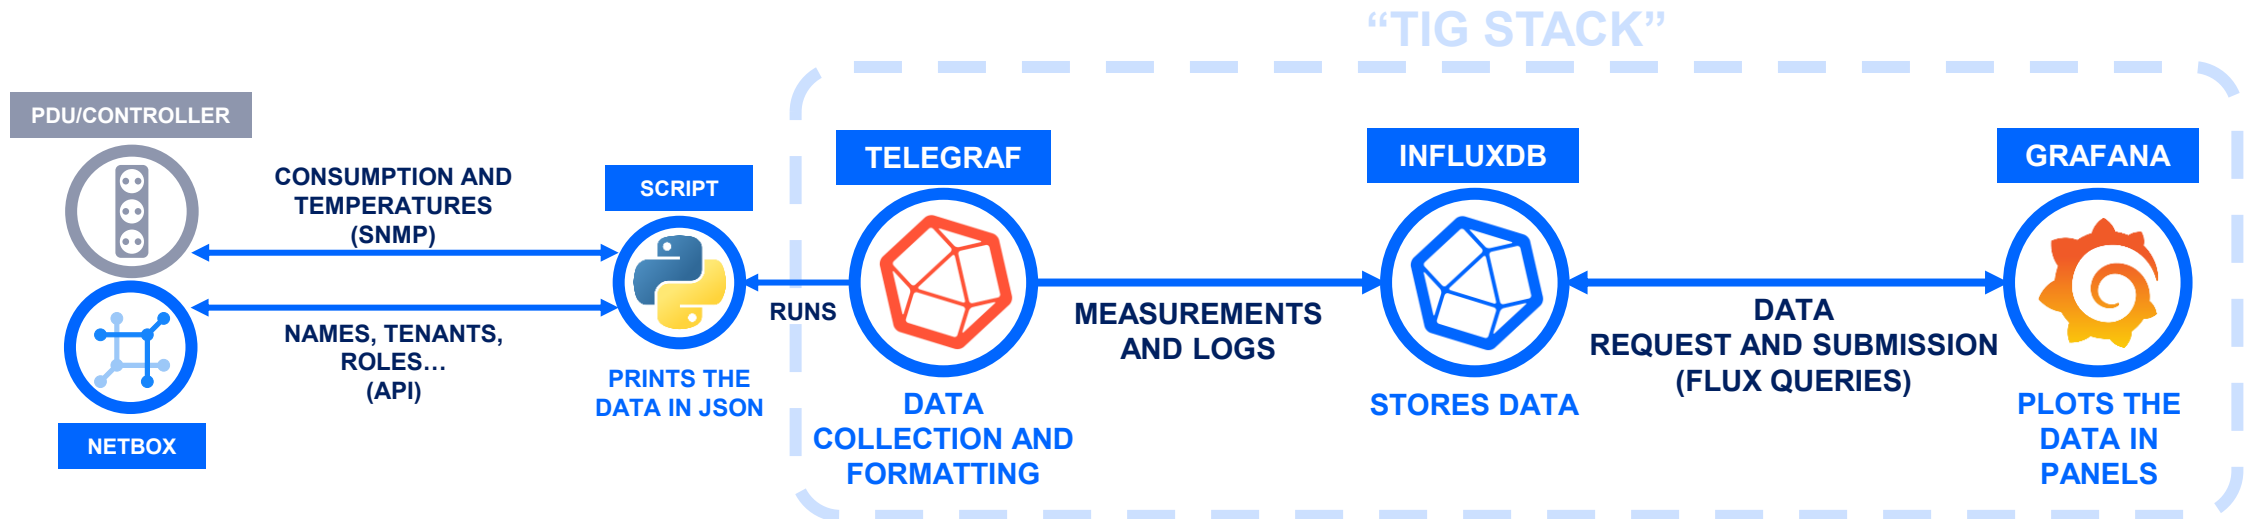 “TIG STACK”
PDU/CONTROLLER
CONSUMPTION AND
TEMPERATURES
(SNMP)
NAMES, TENANTS,
ROLES…
(API)
NETBOX
SCRIPT
PRINTS THE
DATA IN JSON
RUNS
TELEGRAF
DATA
COLLECTION AND
FORMATTING
MEASUREMENTS
AND LOGS
INFLUXDB
STORES DATA
DATA
REQUEST AND SUBMISSION
(FLUX QUERIES)
GRAFANA
PLOTS THE
DATA IN
PANELS